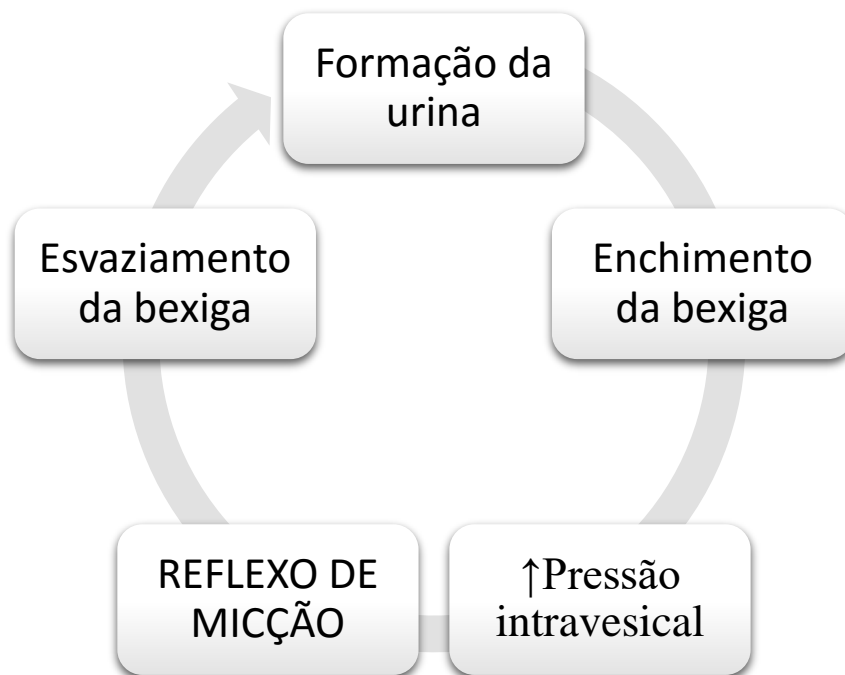 Formação da
urina
Enchimento
da bexiga
↑Pressão
intravesical
REFLEXO DE
MICÇÃO
Esvaziamento
da bexiga